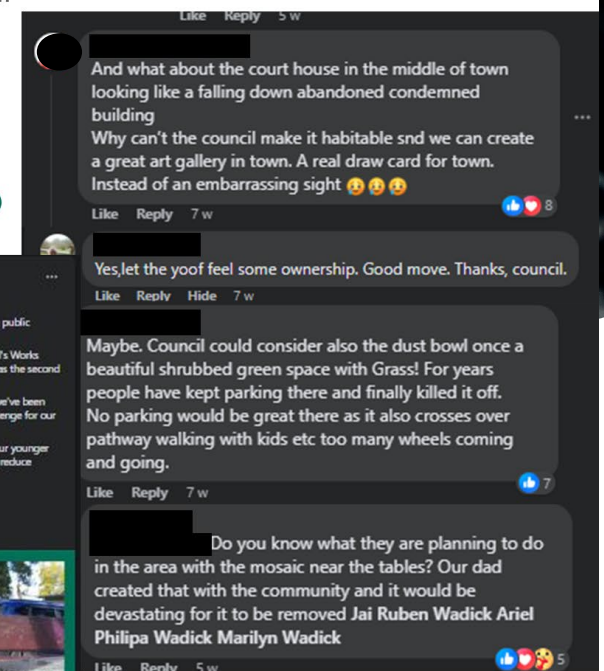 Like Reply 5 w
And what about the court house in the middle of town
looking like a falling down abandoned condemned
building
Why can't the council make it habitable snd we can create
a great art gallery in town. A real draw card for town.
Instead of an embarrassing sight 😢😢😢
Like Reply 7 w
8
Yes,let the yoof feel some ownership. Good move. Thanks, council.
Like Reply Hide 7 w
Maybe. Council could consider also the dust bowl once a
beautiful shrubbed green space with Grass! For years
people have kept parking there and finally killed it off.
No parking would be great there as it also crosses over
pathway walking with kids etc too many wheels coming
and going.
7
Like Reply 7 w
Do you know what they are planning to do
in the area with the mosaic near the tables? Our dad
created that with the community and it would be
devastating for it to be removed Jai Ruben Wadick Ariel
Philipa Wadick Marilyn Wadick
5
Like Reply 5 w
public
's Works
as the second
e've been
enge for our
ur younger
reduce